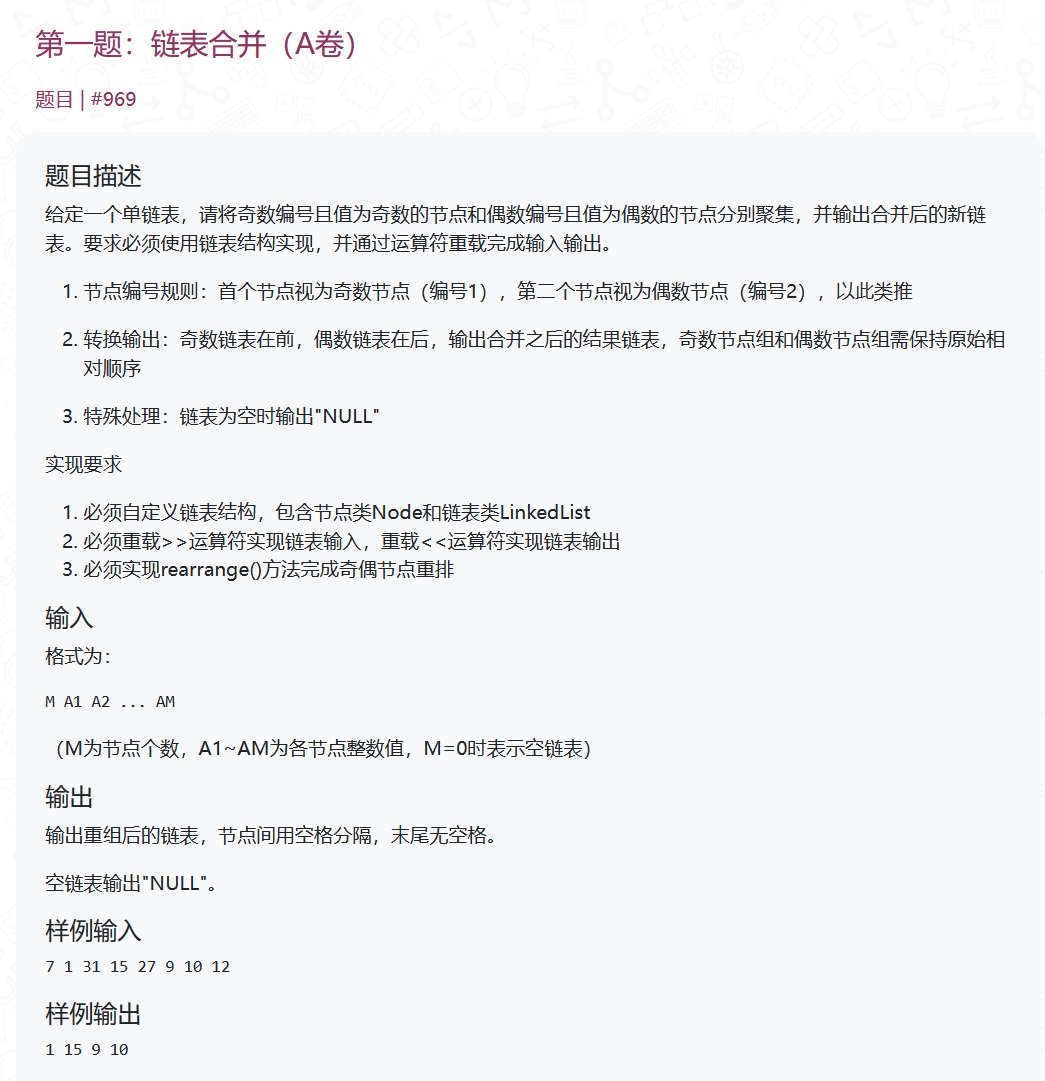 第一题：链表合并（A卷）
题目 | #969
题目描述
给定一个单链表，请将奇数编号且值为奇数的节点和偶数编号且值为偶数的节点分别聚集，并输出合并后的新链
表。要求必须使用链表结构实现，并通过运算符重载完成输入输出。
1. 节点编号规则：首个节点视为奇数节点（编号1），第二个节点视为偶数节点（编号2），以此类推
2. 转换输出：奇数链表在前，偶数链表在后，输出合并之后的结果链表，奇数节点组和偶数节点组需保持原始相
对顺序
3. 特殊处理：链表为空时输出"NULL"
实现要求
1. 必须自定义链表结构，包含节点类Node和链表类LinkedList
2. 必须重载>>运算符实现链表输入，重载<<运算符实现链表输出
3. 必须实现rearrange()方法完成奇偶节点重排
输入
格式为：
M A1 A2 ... AM
（M为节点个数，A1~AM为各节点整数值，M=0时表示空链表）
输出
输出重组后的链表，节点间用空格分隔，末尾无空格。
空链表输出"NULL"。
样例输入
7 1 31 15 27 9 10 12
样例输出
1 15 9 10